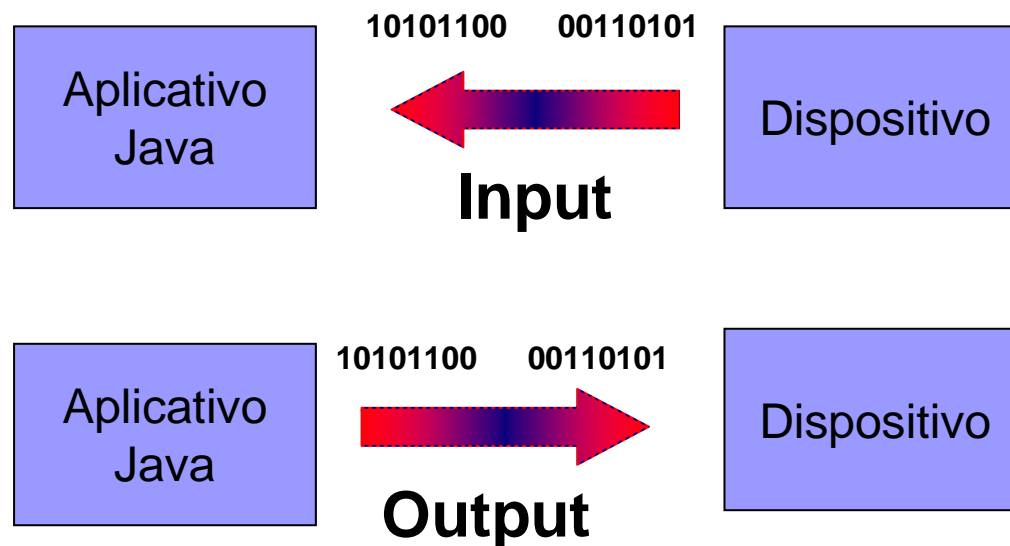 10101100 00110101
Aplicativo
Java
Dispositivo
Input
10101100 00110101
Aplicativo
Java
Dispositivo
Output